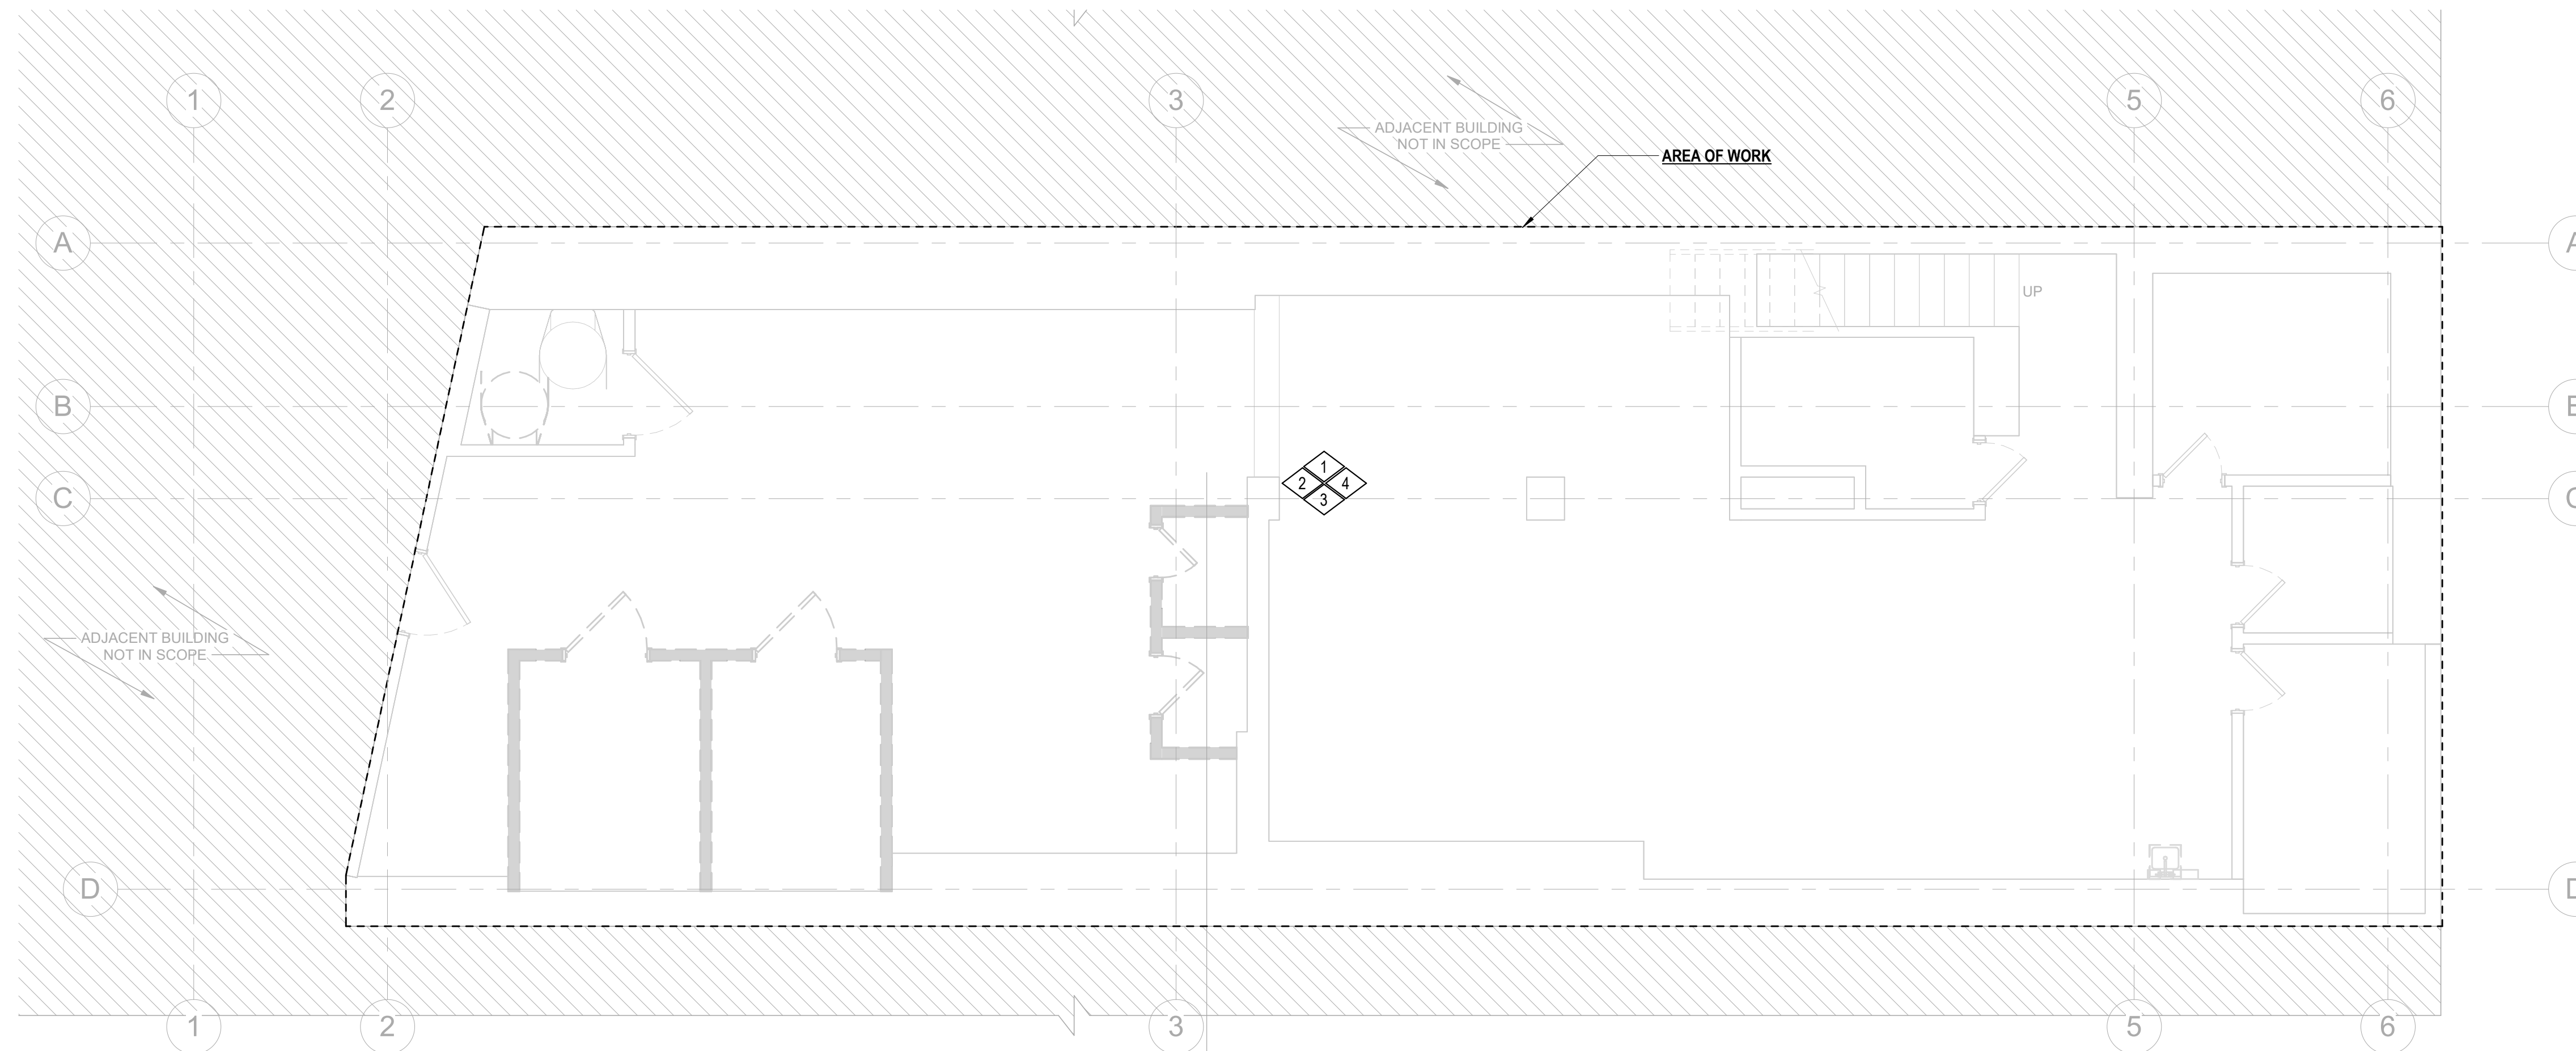 1 2 3 5 6
ADJACENT BUILDING
NOT IN SCOPE
AREA OF WORK
A A
UP
B B
C C
1
2 4
3
ADJACENT BUILDING
NOT IN SCOPE
D D
1 2 3 5 6